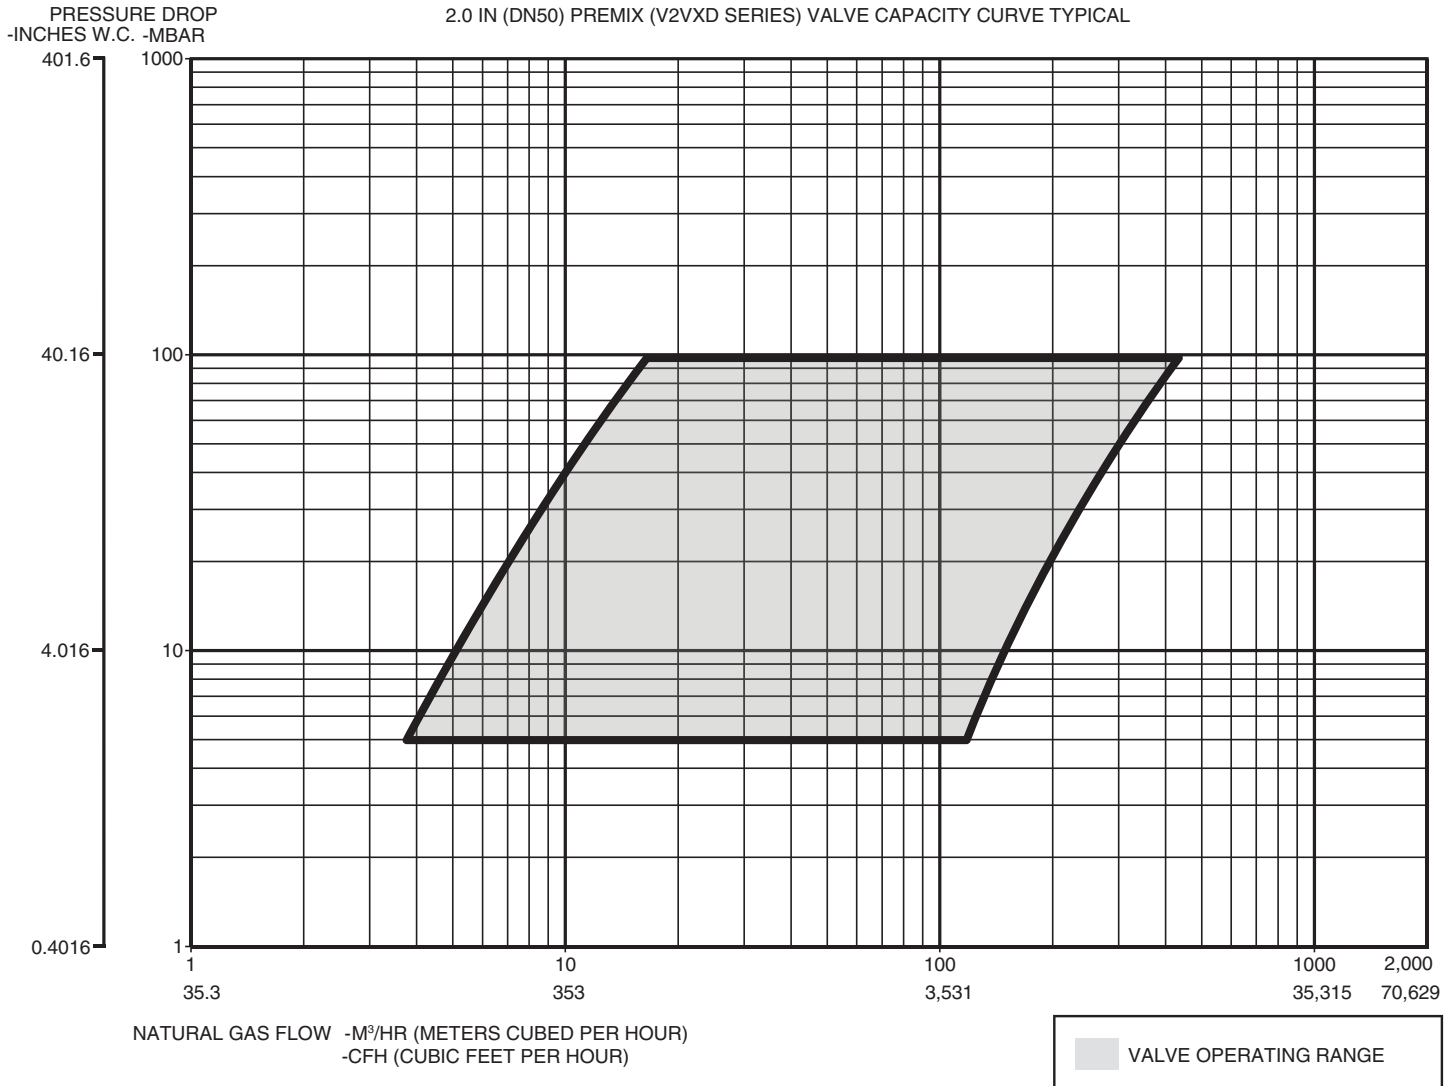 PRESSURE DROP
-INCHES W.C. -MBAR
2.0 IN (DN50) PREMIX (V2VXD SERIES) VALVE CAPACITY CURVE TYPICAL
401.6 1000
40.16 100
4.016 10
0.4016 1
1 10 100 1000 2,000
35.3 353 3,531 35,315 70,629
NATURAL GAS FLOW -M³/HR (METERS CUBED PER HOUR)
-CFH (CUBIC FEET PER HOUR)
VALVE OPERATING RANGE